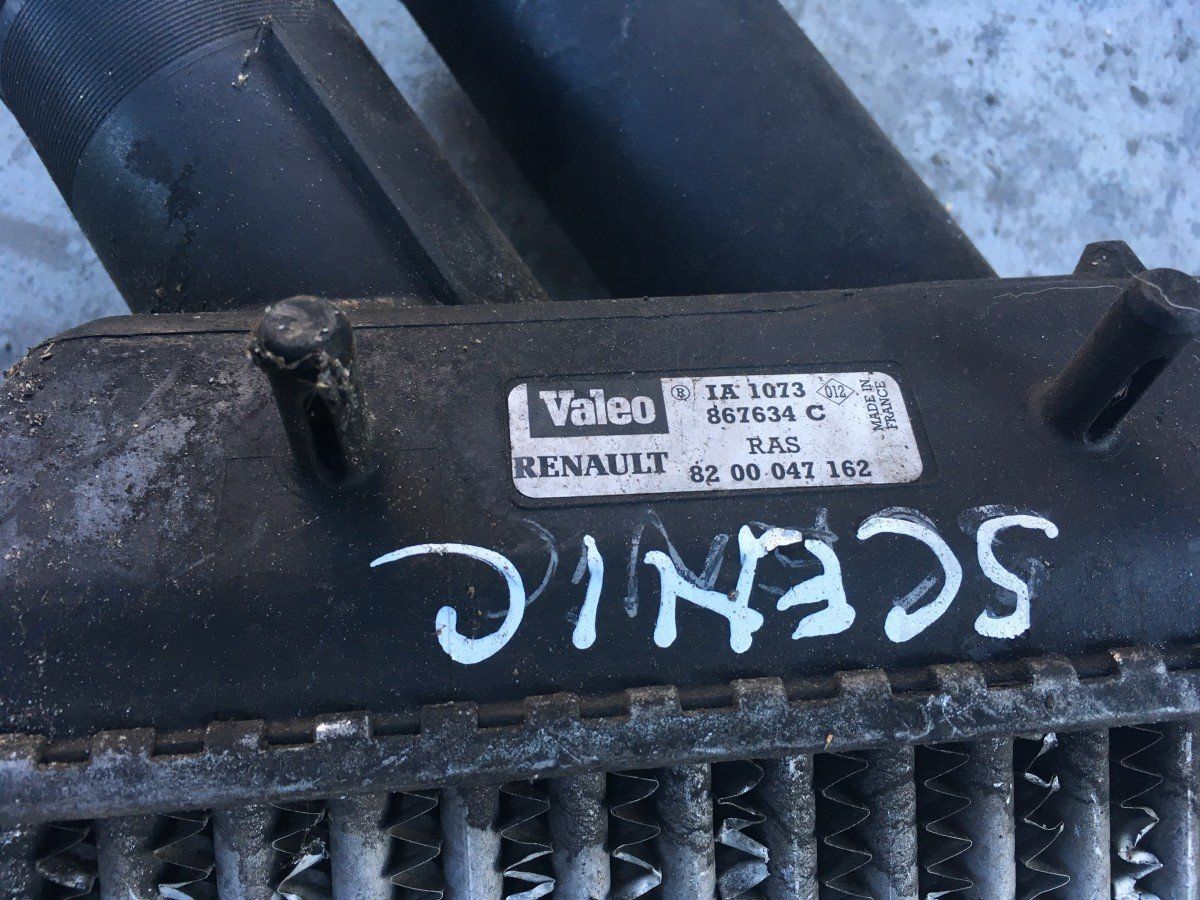 Valeo ® IA 1073 012
867634 C
MADE IN
FRANCE
RAS
RENAULT 82 00 047 162
SCENIC